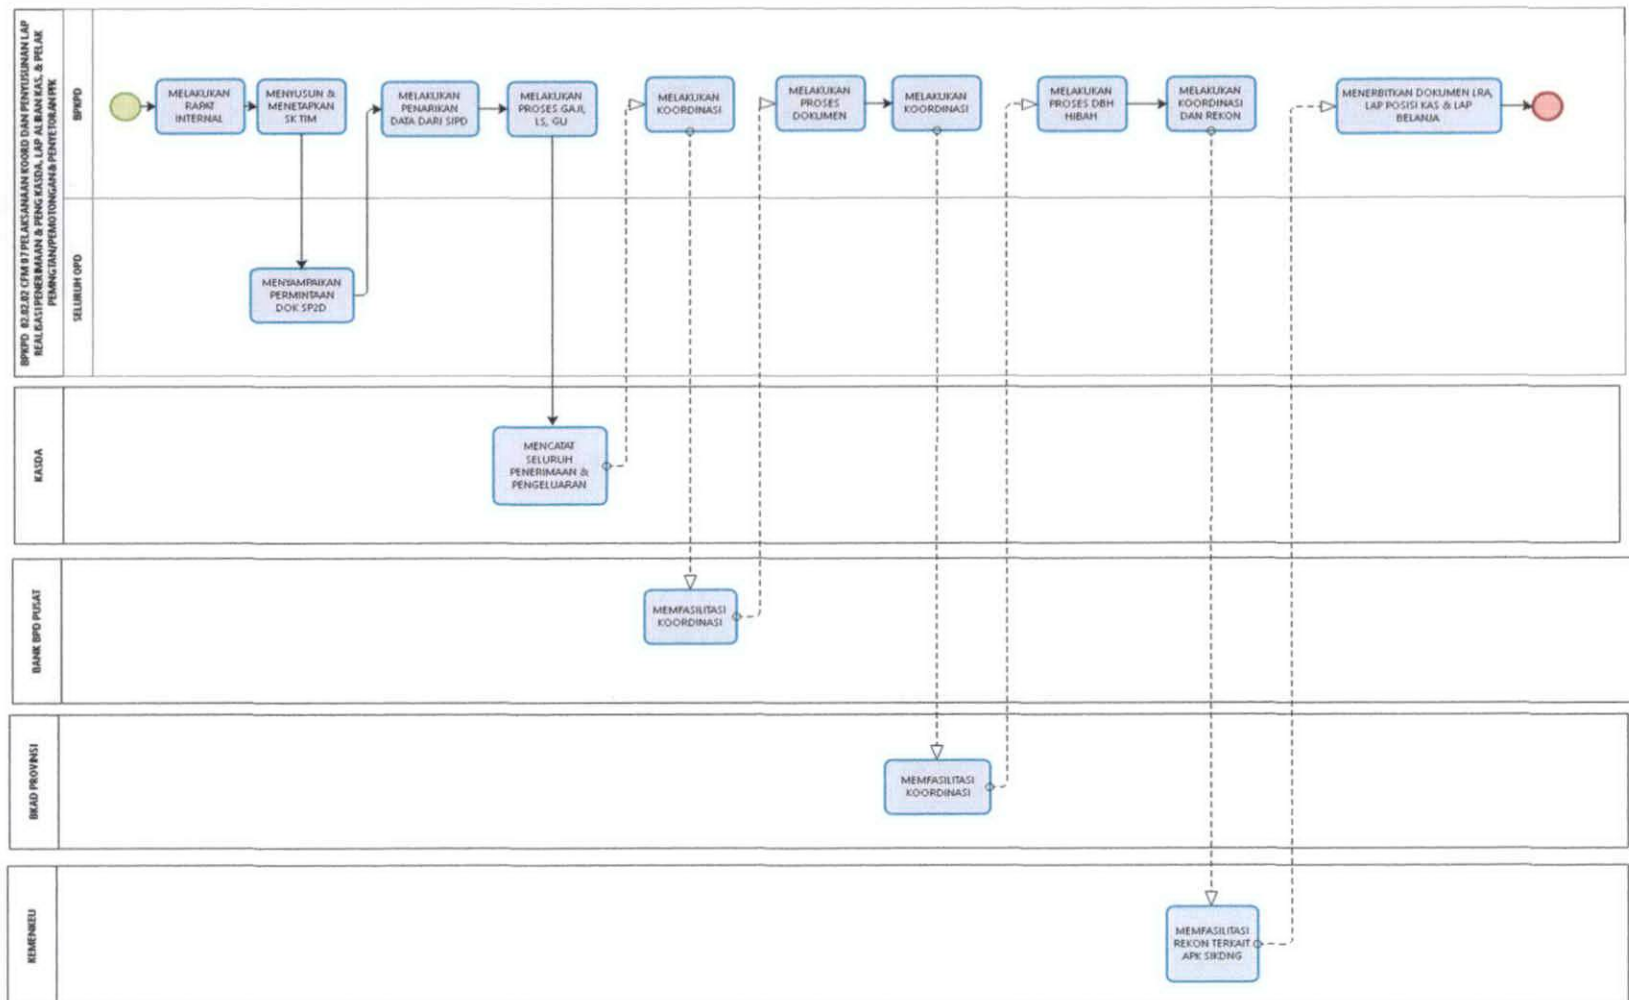 BPKPD 02.02.02 CFM 07 PELAKSANAAN KOORD DAN PENYUSUNAN LAP
REALISASI PENERIMAAN & PENG KASDA, LAP ALIRAN KAS, & PELAK
PEMNGTAN/PEMOTONGAN & PENYETORAN PFK
BPKPD
MELAKUKAN
RAPAT
INTERNAL
MENYUSUN &
MENETAPKAN
SK TIM
MELAKUKAN
PENARIKAN
DATA DARI SIPD
MELAKUKAN
PROSES GAJI,
LS, GU
MELAKUKAN
KOORDINASI
MELAKUKAN
PROSES
DOKUMEN
MELAKUKAN
KOORDINASI
MELAKUKAN
PROSES DBH
HIBAH
MELAKUKAN
KOORDINASI
DAN REKON
MENERBITKAN DOKUMEN LRA,
LAP POSISI KAS & LAP
BELANJA
SELURUH OPD
MENYAMPAIKAN
PERMINTAAN
DOK SP2D
KASDA
MENCATAT
SELURUH
PENERIMAAN &
PENGELUARAN
BANK BPD PUSAT
MEMFASILITASI
KOORDINASI
BKAD PROVINSI
MEMFASILITASI
KOORDINASI
KEMENKEU
MEMFASILITASI
REKON TERKAIT
APK SIKDNG